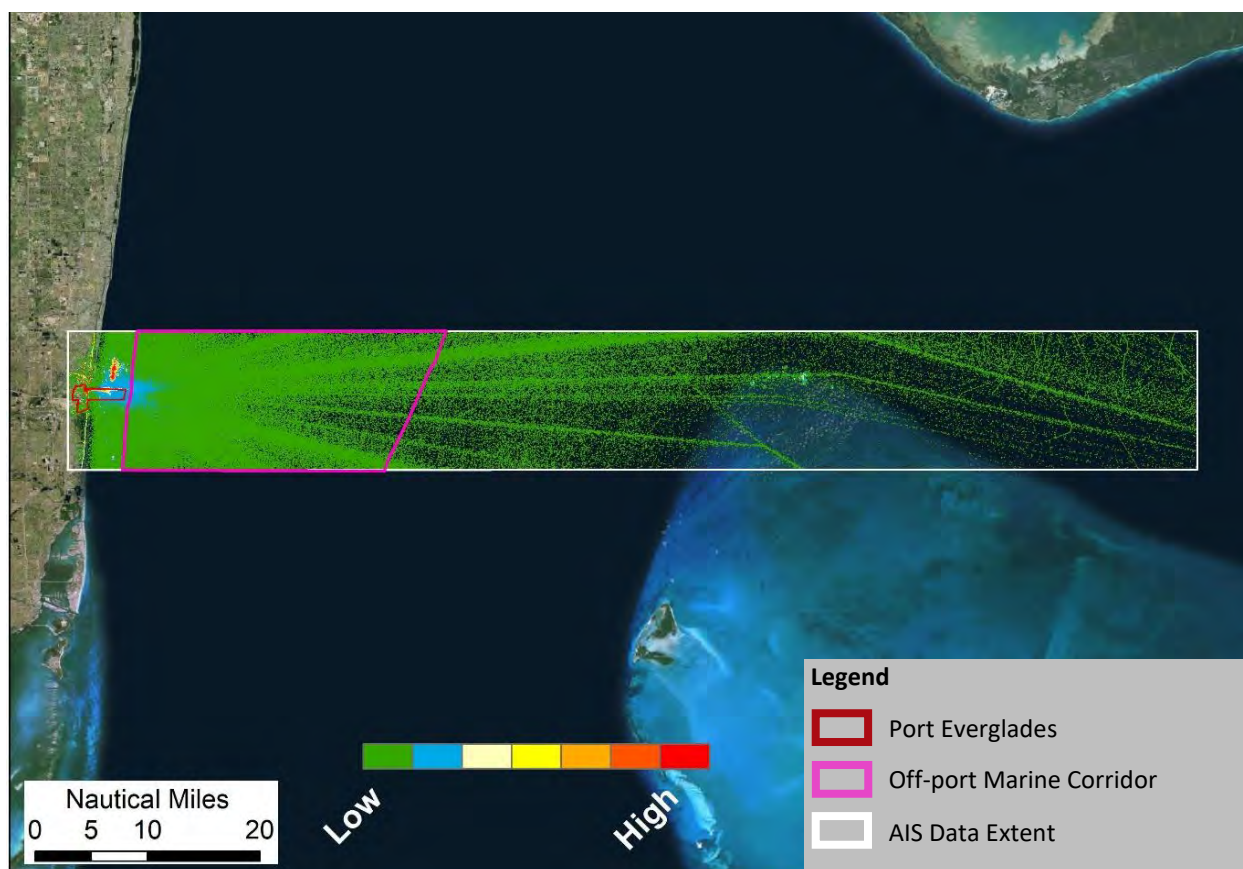 Legend
Port Everglades
Off-port Marine Corridor
AIS Data Extent
Low
High
Nautical Miles
0 5 10 20